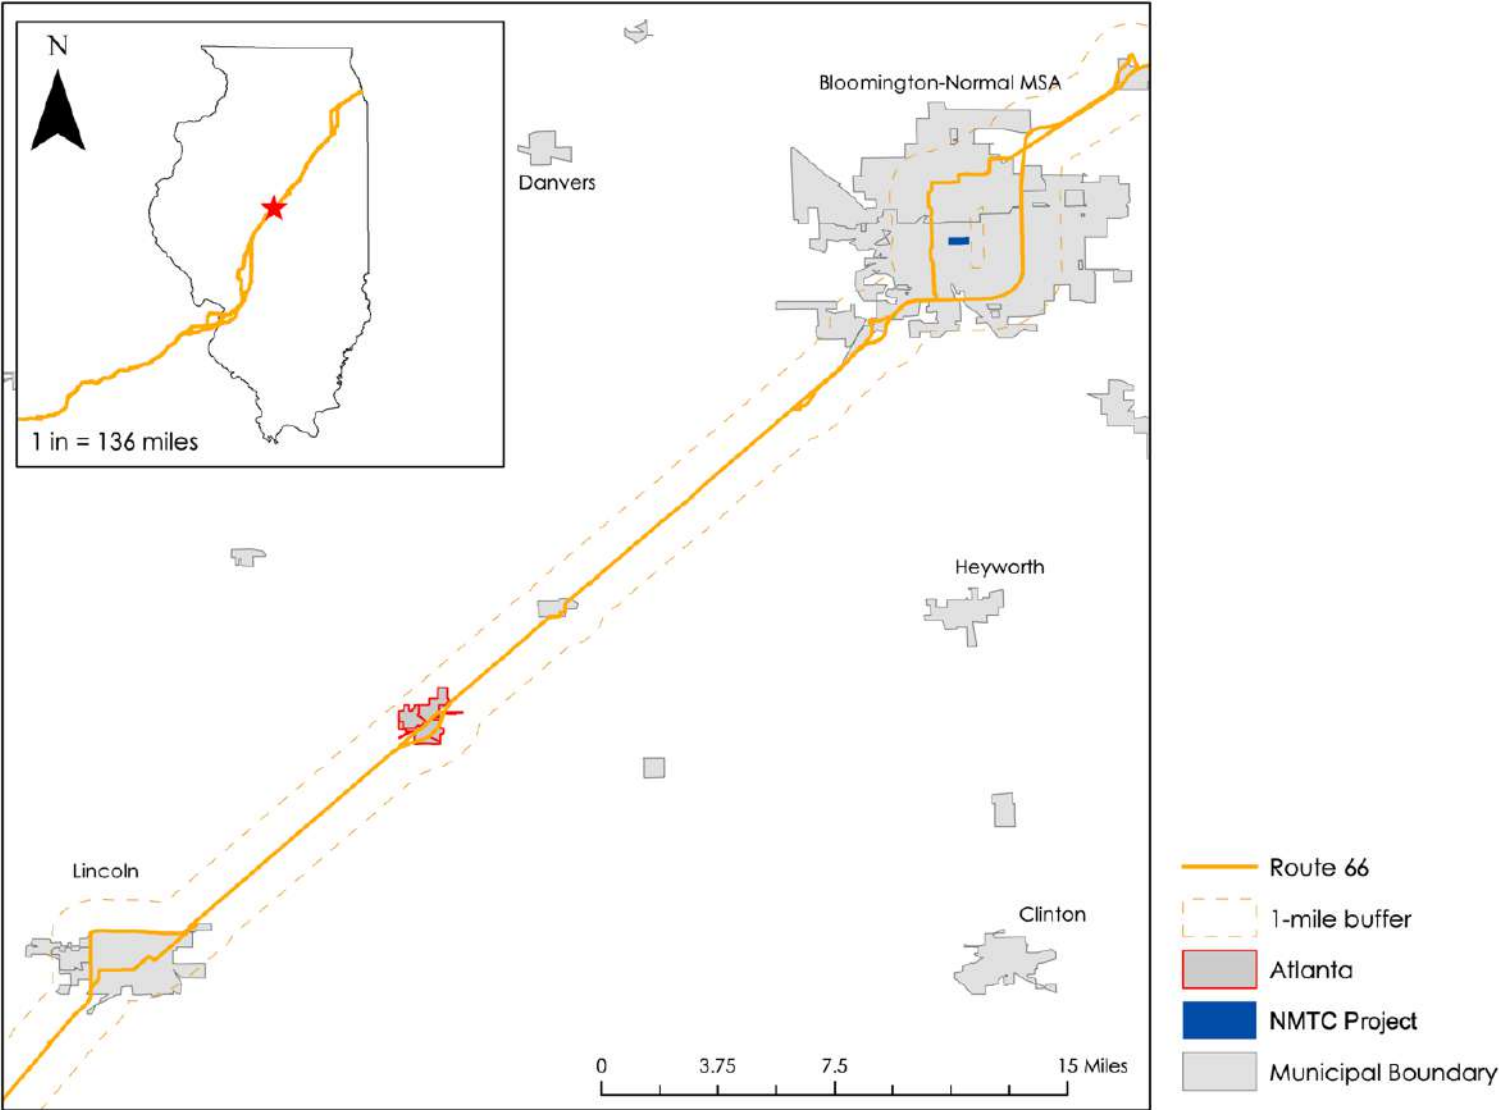 N
1 in = 136 miles
Bloomington-Normal MSA
Danvers
Heyworth
Lincoln
Clinton
0 3.75 7.5 15 Miles
Route 66
1-mile buffer
Atlanta
NMTC Project
Municipal Boundary